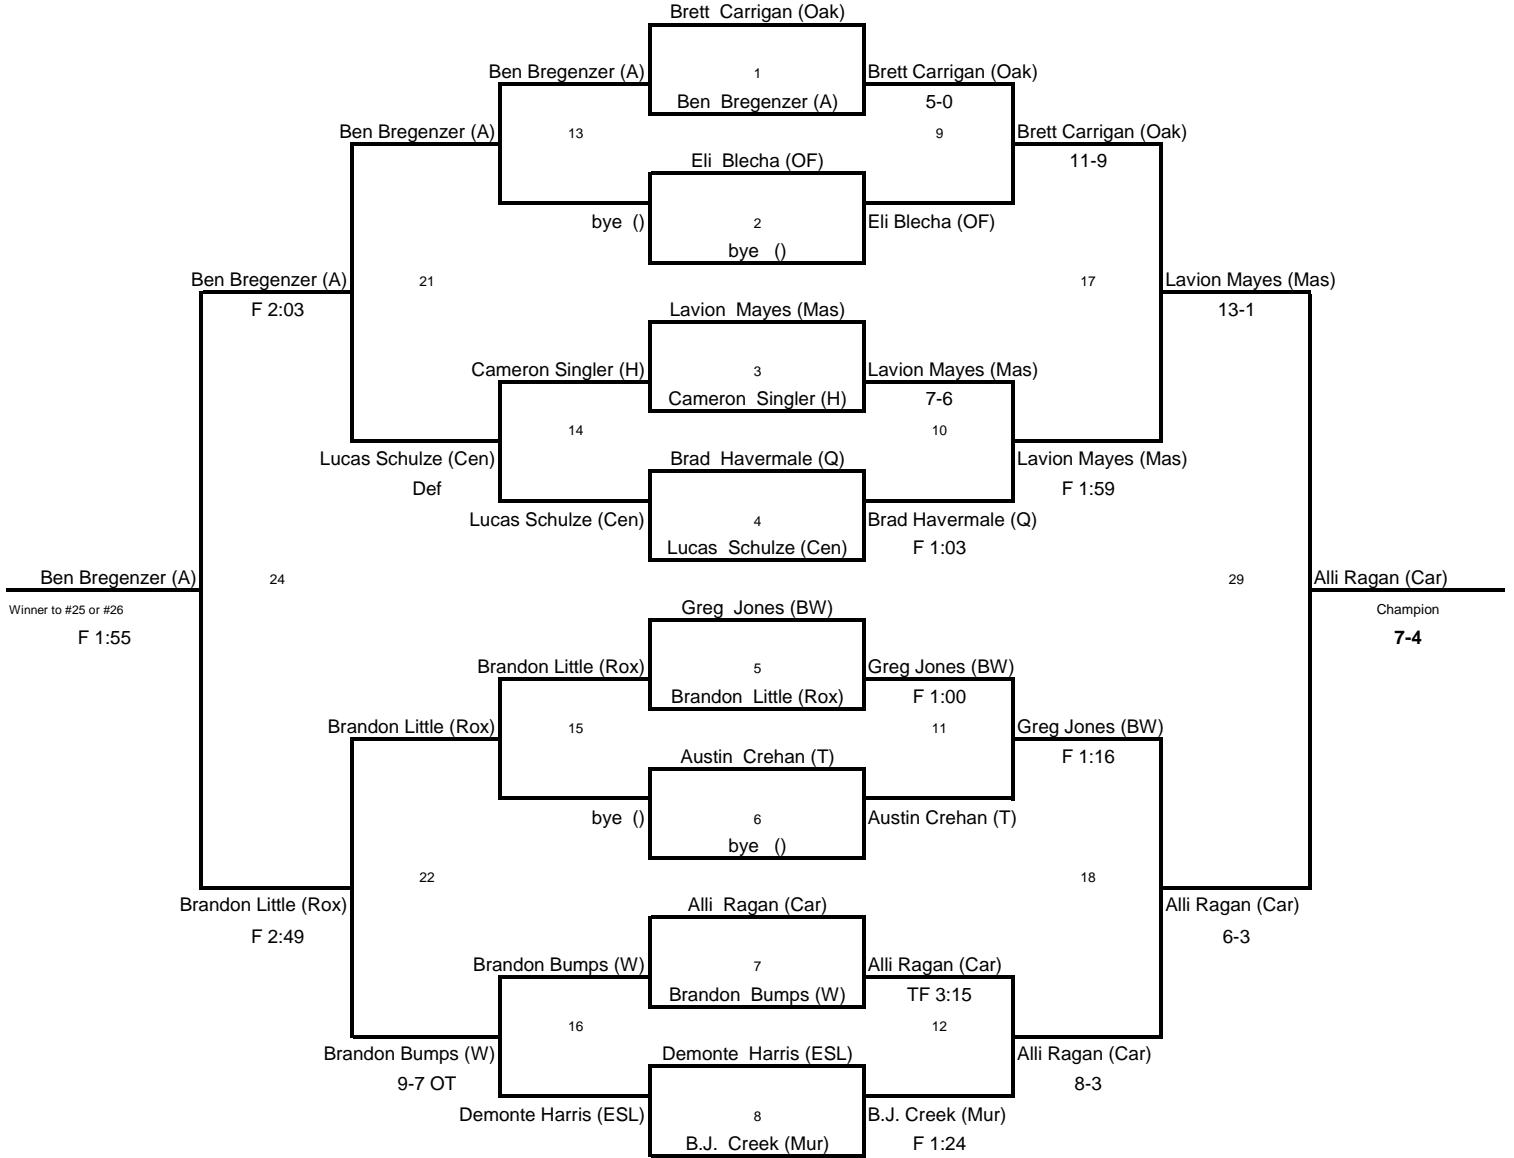 Brett  Carrigan (Oak)
Ben Bregenzer (A)
1
Brett Carrigan (Oak)
Ben  Bregenzer (A)
5-0
Ben Bregenzer (A)
13
9
Brett Carrigan (Oak)
Eli  Blecha (OF)
11-9
bye  ()
2
Eli Blecha (OF)
bye   ()
Ben Bregenzer (A)
21
17
Lavion Mayes (Mas)
F 2:03
Lavion  Mayes (Mas)
13-1
Cameron Singler (H)
3
Lavion Mayes (Mas)
Cameron  Singler (H)
7-6
14
10
Lucas Schulze (Cen)
Brad  Havermale (Q)
Lavion Mayes (Mas)
Def
F 1:59
Lucas Schulze (Cen)
4
Brad Havermale (Q)
Lucas  Schulze (Cen)
F 1:03
Ben Bregenzer (A)
24
29
Alli Ragan (Car)
Winner to #25 or #26
Greg  Jones (BW)
Champion
F 1:55
7-4
Brandon Little (Rox)
5
Greg Jones (BW)
Brandon  Little (Rox)
F 1:00
Brandon Little (Rox)
15
11
Greg Jones (BW)
Austin  Crehan (T)
F 1:16
bye  ()
6
Austin Crehan (T)
bye   ()
22
18
Brandon Little (Rox)
Alli  Ragan (Car)
Alli Ragan (Car)
F 2:49
6-3
Brandon Bumps (W)
7
Alli Ragan (Car)
Brandon  Bumps (W)
TF 3:15
16
12
Brandon Bumps (W)
Demonte  Harris (ESL)
Alli Ragan (Car)
9-7 OT
8-3
Demonte Harris (ESL)
8
B.J. Creek (Mur)
B.J.  Creek (Mur)
F 1:24